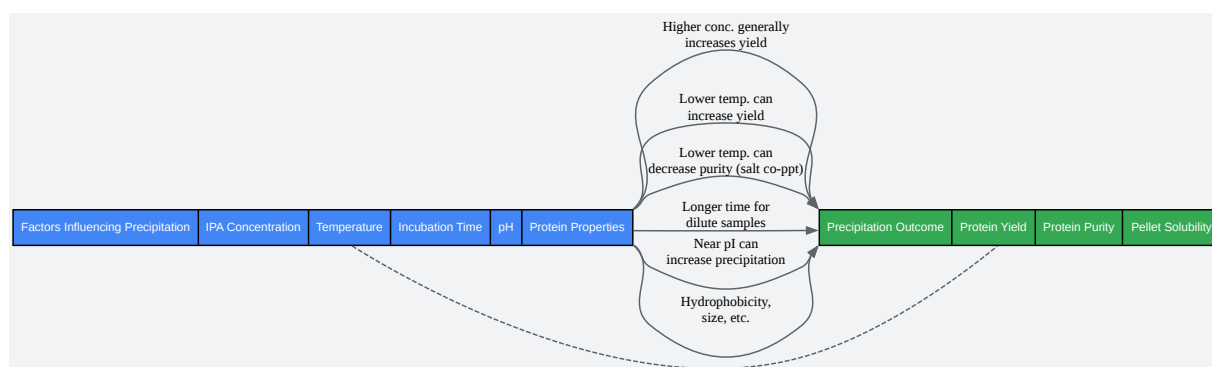 Higher conc. generally
increases yield
Lower temp. can
increase yield
Lower temp. can
decrease purity (salt co-ppt)
Longer time for
dilute samples
Factors Influencing Precipitation
IPA Concentration
Temperature
Incubation Time
pH
Protein Properties
Precipitation Outcome
Protein Yield
Protein Purity
Pellet Solubility
Near pI can
increase precipitation
Hydrophobicity,
size, etc.